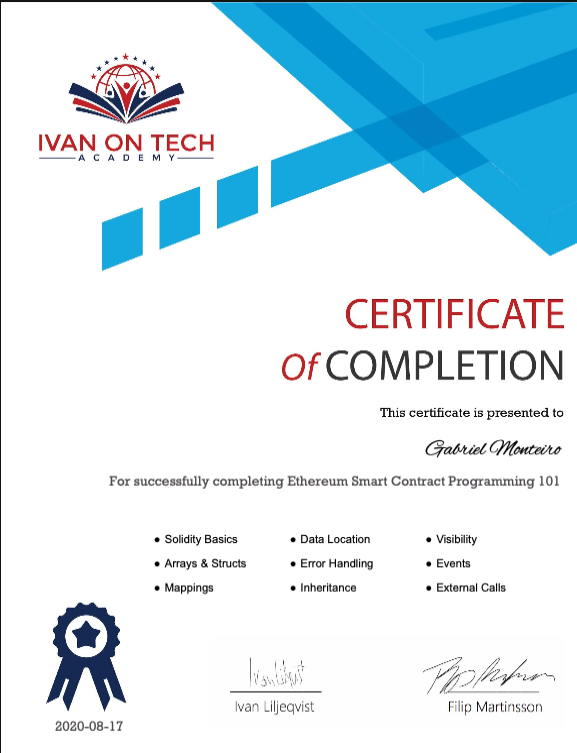 IVAN ON TECH
ACADEMY
CERTIFICATE
Of COMPLETION
This certificate is presented to
Gabriel Monteiro
For successfully completing Ethereum Smart Contract Programming 101
• Solidity Basics • Data Location • Visibility
• Arrays & Structs • Error Handling • Events
• Mappings • Inheritance • External Calls
Ivan Liljeqvist Filip Martinsson
2020-08-17